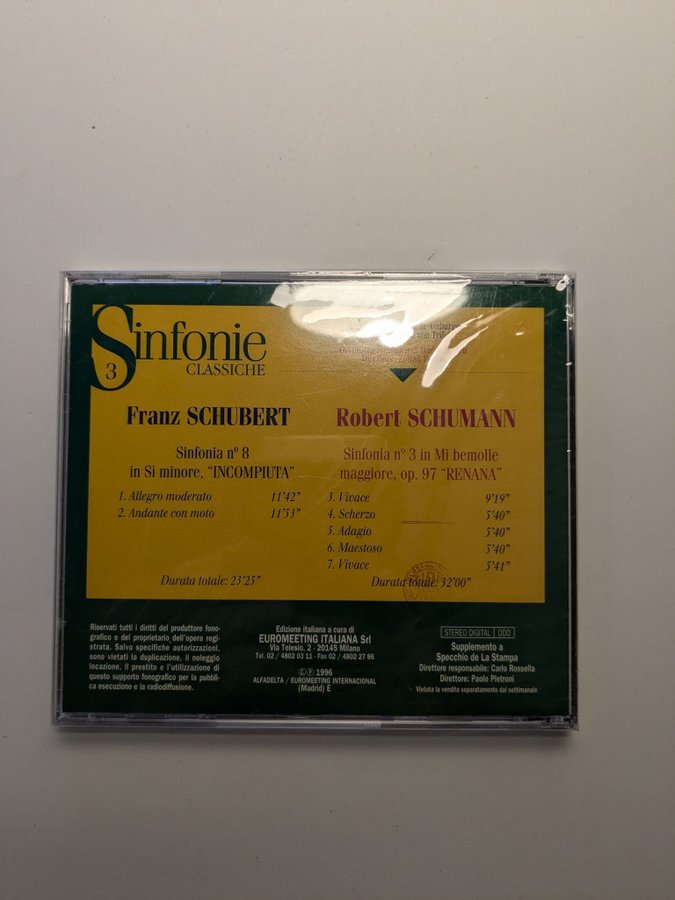 Sinfonie
3
CLASSICHE
Franz SCHUBERT
Sinfonia nº 8
in Si minore, “INCOMPIUTA”
1. Allegro moderato 11'42”
2. Andante con moto 11'53”
Durata totale: 23'25”
Robert SCHUMANN
Sinfonia nº 3 in Mi bemolle
maggiore, op. 97 “RENANA”
3. Vivace 9'19”
4. Scherzo 5'40”
5. Adagio 5'40”
6. Maestoso 5'40”
7. Vivace 5'41”
Durata totale: 32'00”
Riservati tutti i diritti del produttore fono-
grafico e del proprietario dell'opera regi-
strata. Salvo specifiche autorizzazioni,
sono vietati la duplicazione, il noleggio
locazione, il prestito e l'utilizzazione di
questo supporto fonografico per la pubbli-
ca esecuzione e la radiodiffusione.
Edizione italiana a cura di
EUROMEETING ITALIANA Srl
Via Telesio, 2 - 20145 Milano
Tel. 02 / 4802 03 11 - Fax 02 / 4802 27 86
©℗ 1996
ALFADELTA / EUROMEETING INTERNACIONAL
(Madrid) E
STEREO DIGITAL DDD
Supplemento a
Specchio de La Stampa
Direttore responsabile: Carlo Rossella
Direttore: Paolo Pietroni
Vietata la vendita separatamente dal settimanale